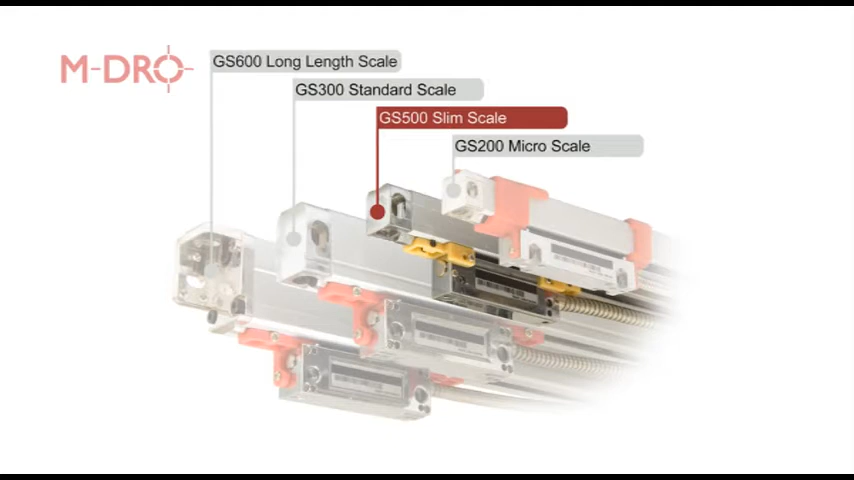 M-DRO
GS600 Long Length Scale
GS300 Standard Scale
GS500 Slim Scale
GS200 Micro Scale